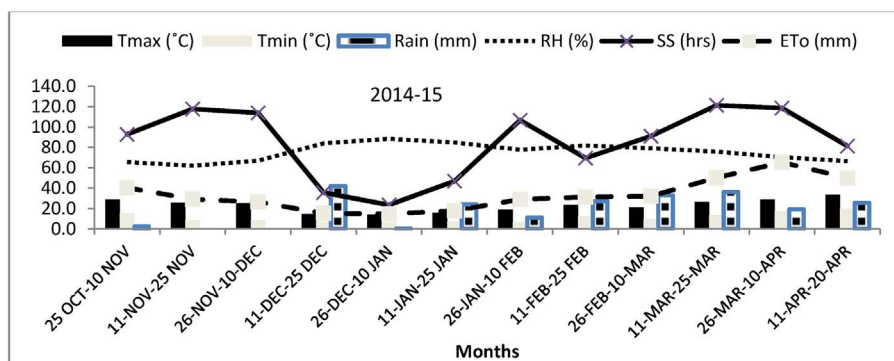 Tmax (˚C) Tmin (˚C) Rain (mm) RH (%) SS (hrs) ETo (mm)
2014-15
140.0
120.0
100.0
80.0
60.0
40.0
20.0
0.0
25 OCT-10 NOV
11-NOV-25 NOV
26-NOV-10-DEC
11-DEC-25 DEC
26-DEC-10 JAN
11-JAN-25 JAN
26-JAN-10 FEB
11-FEB-25 FEB
26-FEB-10-MAR
11-MAR-25-MAR
26-MAR-10-APR
11-APR-20-APR
Months